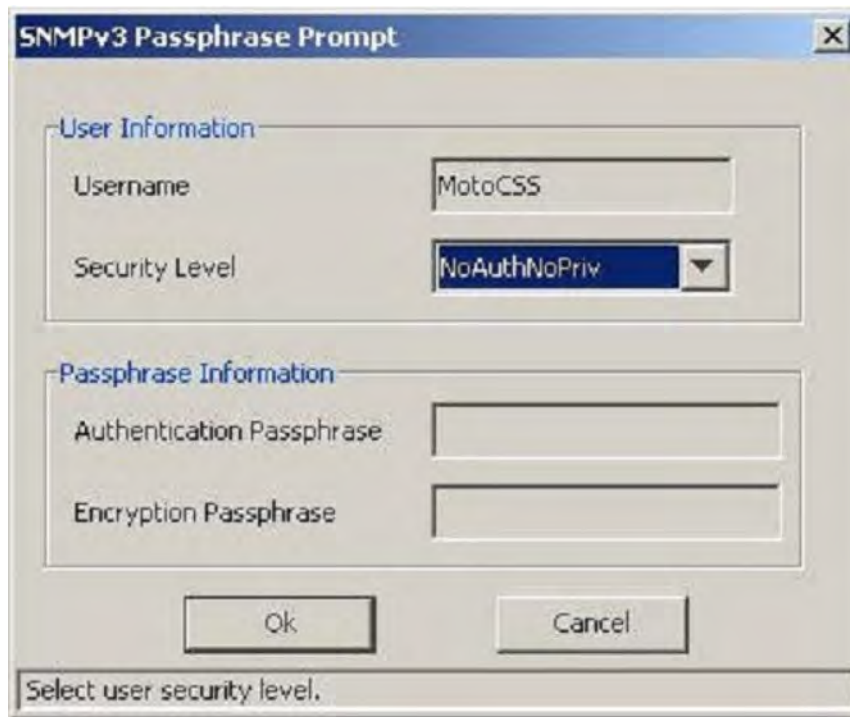 SNMPv3 Passphrase Prompt
User Information
Username MotoCSS
Security Level NoAuthNoPriv
Passphrase Information
Authentication Passphrase
Encryption Passphrase
Ok Cancel
Select user security level.